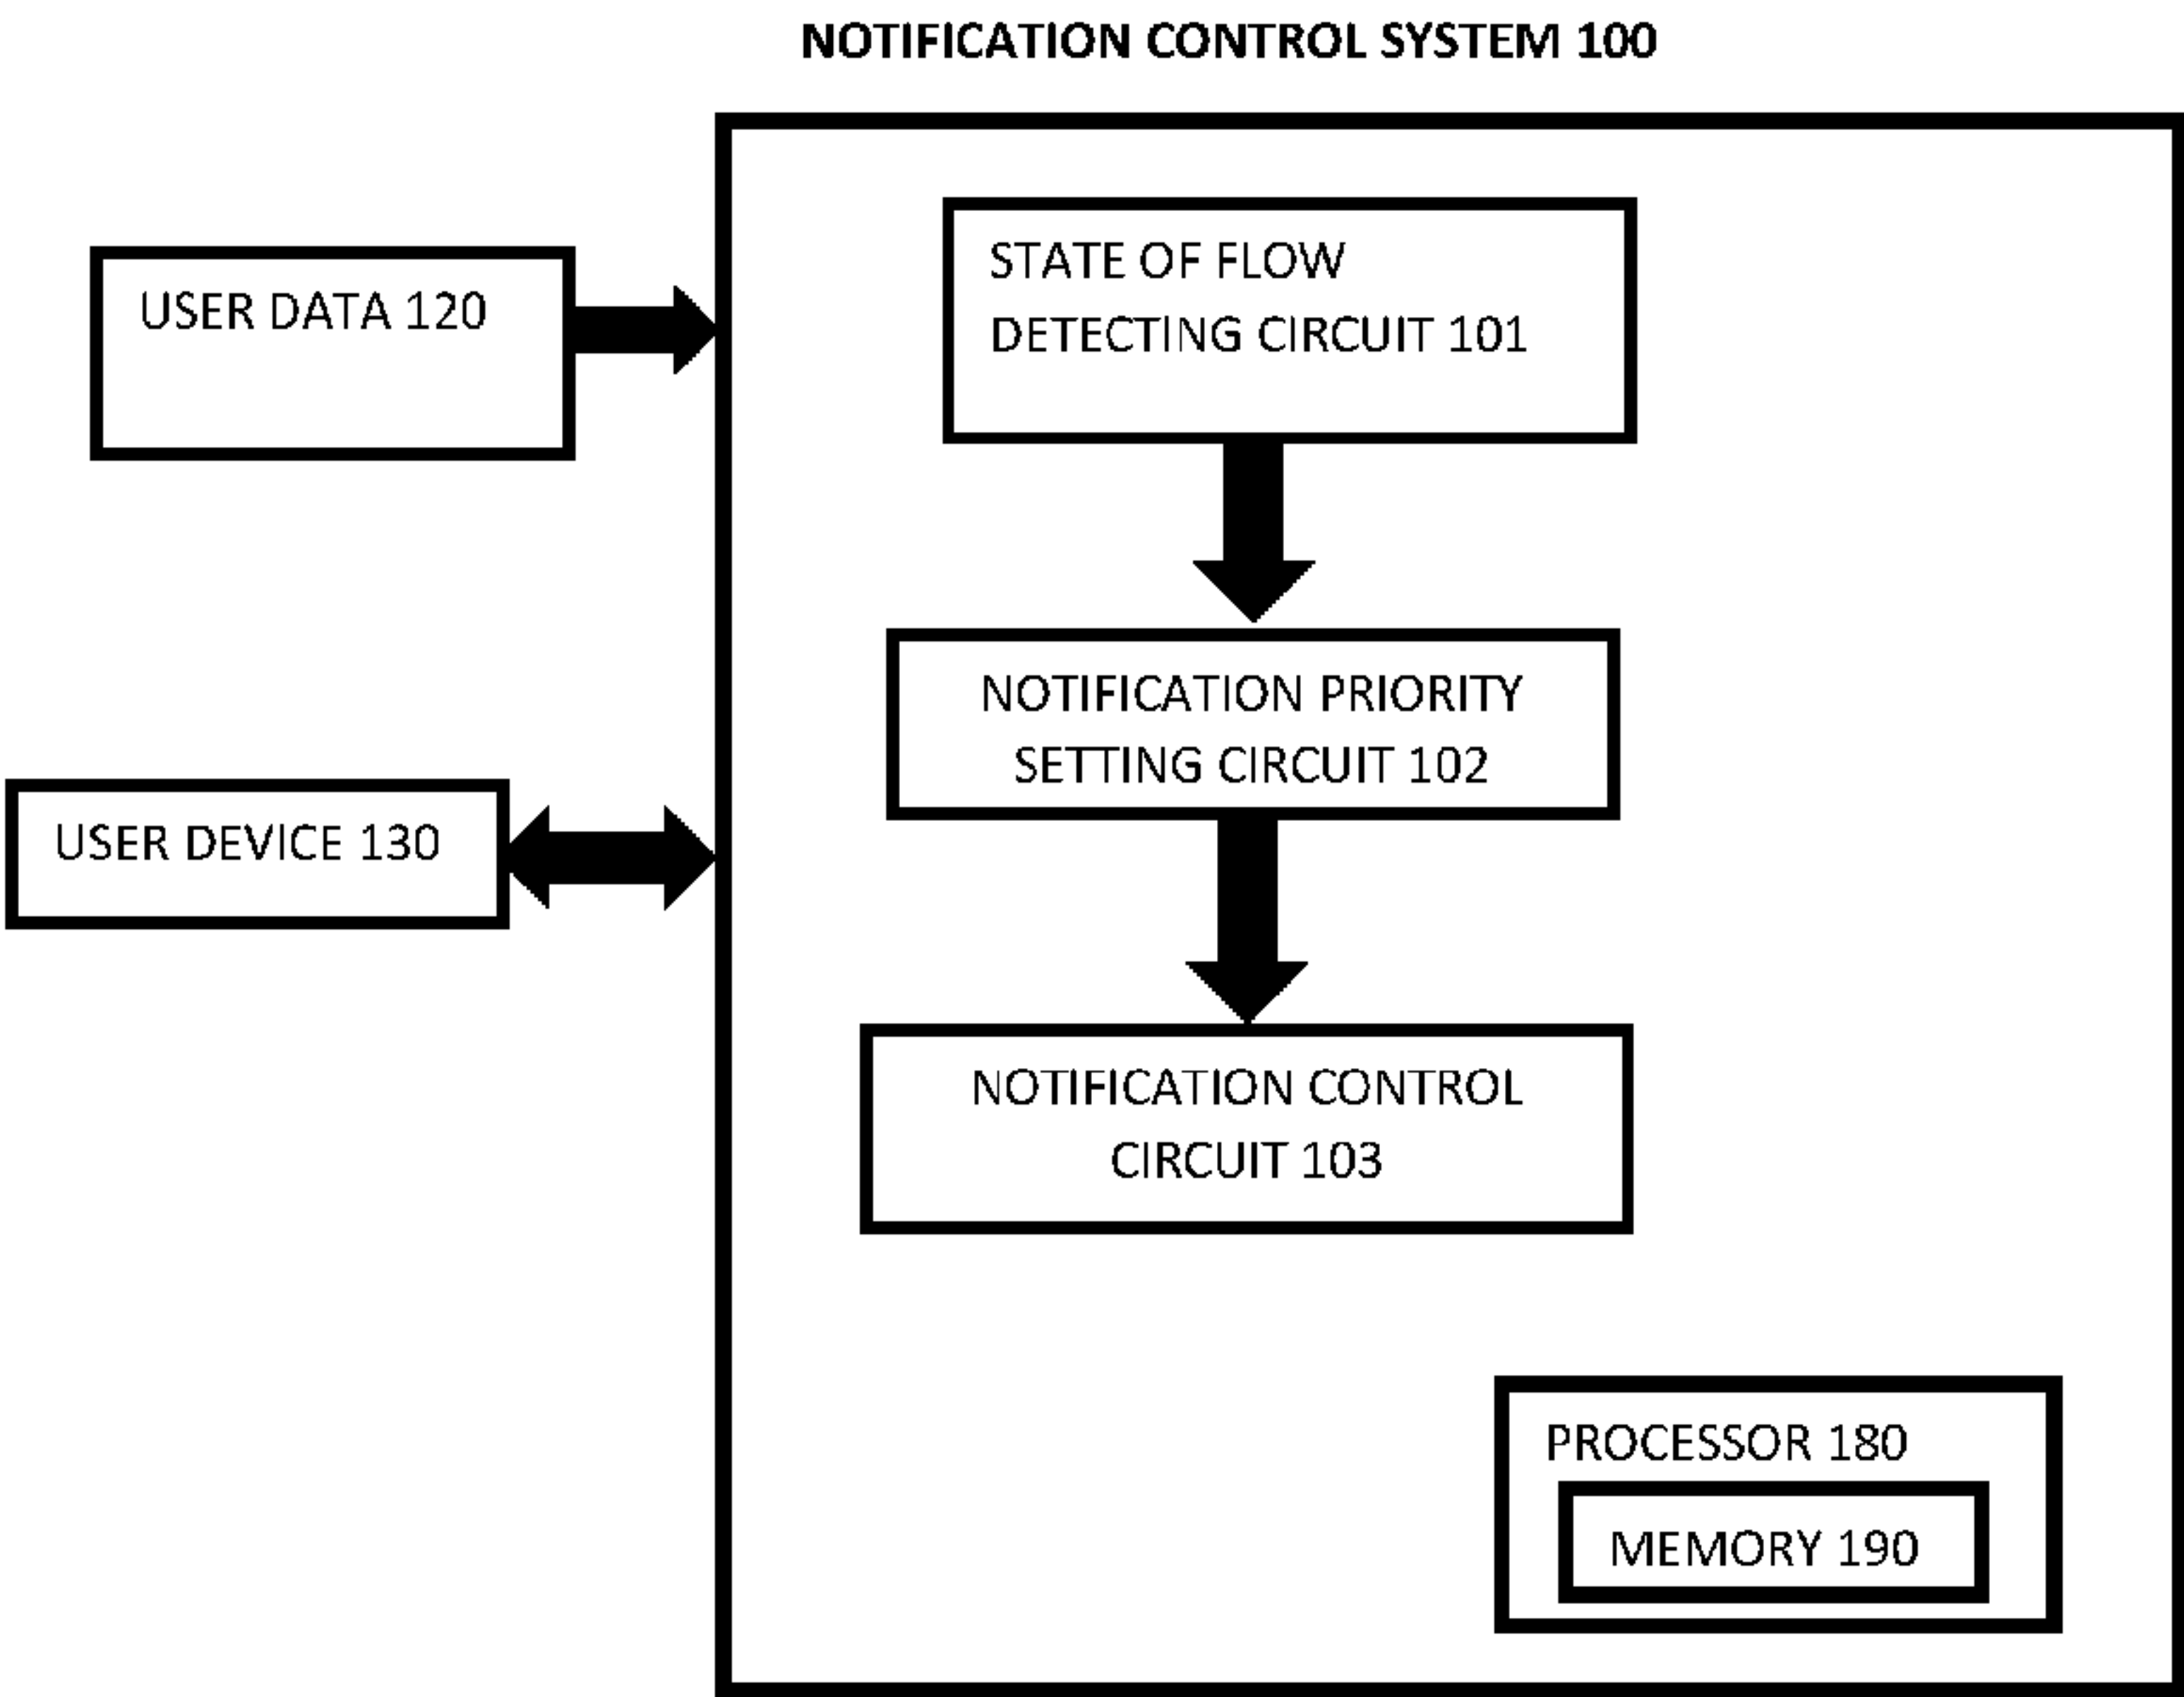 NOTIFICATION CONTROL SYSTEM 100
USER DATA 120
STATE OF FLOW
DETECTING CIRCUIT 101
NOTIFICATION PRIORITY
SETTING CIRCUIT 102
USER DEVICE 130
NOTIFICATION CONTROL
CIRCUIT 103
PROCESSOR 180
MEMORY 190